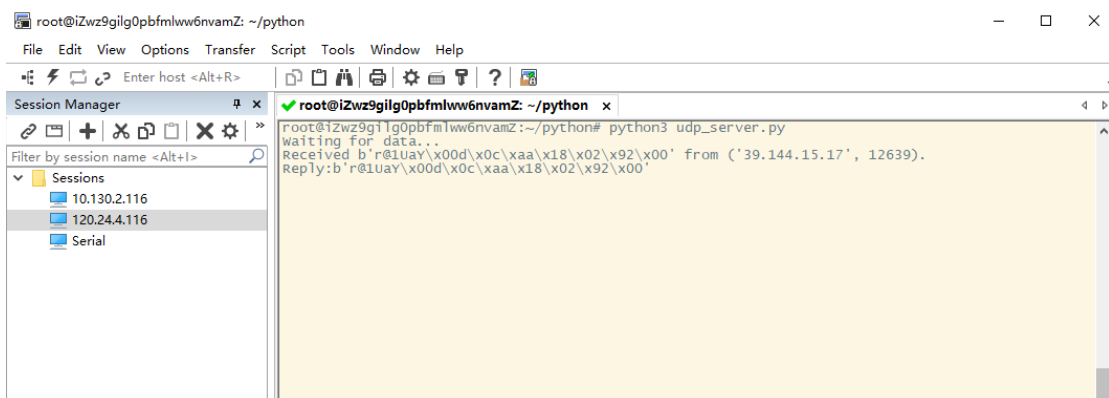 root@iZwz9gilg0pbfmlww6nvamZ: ~/python
File Edit View Options Transfer Script Tools Window Help
Enter host <Alt+R>
Session Manager
root@iZwz9gilg0pbfmlww6nvamZ: ~/python
Filter by session name <Alt+I>
Sessions
10.130.2.116
120.24.4.116
Serial
root@iZwz9gilg0pbfmlww6nvamZ:~/python# python3 udp_server.py
Waiting for data...
Received b'r@1UaY\x00d\x0c\xaa\x18\x02\x92\x00' from ('39.144.15.17', 12639).
Reply:b'r@1UaY\x00d\x0c\xaa\x18\x02\x92\x00'